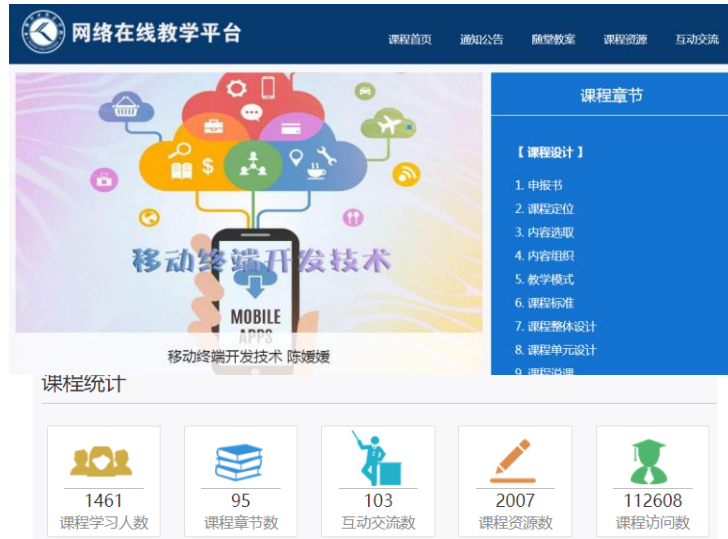 网络在线教学平台
课程首页 通知公告 随堂教案 课程资源 互动交流
课程章节
【 课程设计 】
1. 申报书
2. 课程定位
3. 内容选取
4. 内容组织
5. 教学模式
6. 课程标准
7. 课程整体设计
8. 课程单元设计
9. 课程说课
移动终端开发技术
MOBILE
APPS
移动终端开发技术 陈媛媛
课程统计
1461 95 103 2007 112608
课程学习人数 课程章节数 互动交流数 课程资源数 课程访问数